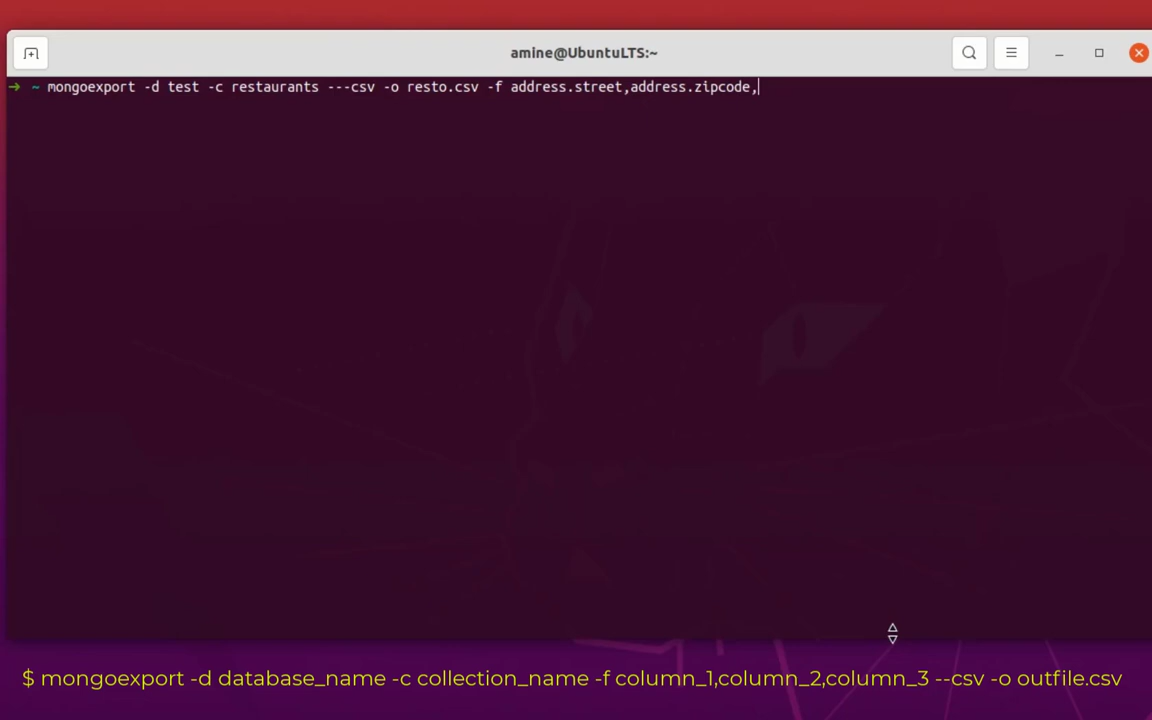 amine@UbuntuLTS:~
➜ ~ mongoexport -d test -c restaurants ---csv -o resto.csv -f address.street,address.zipcode,
$ mongoexport -d database_name -c collection_name -f column_1,column_2,column_3 --csv -o outfile.csv